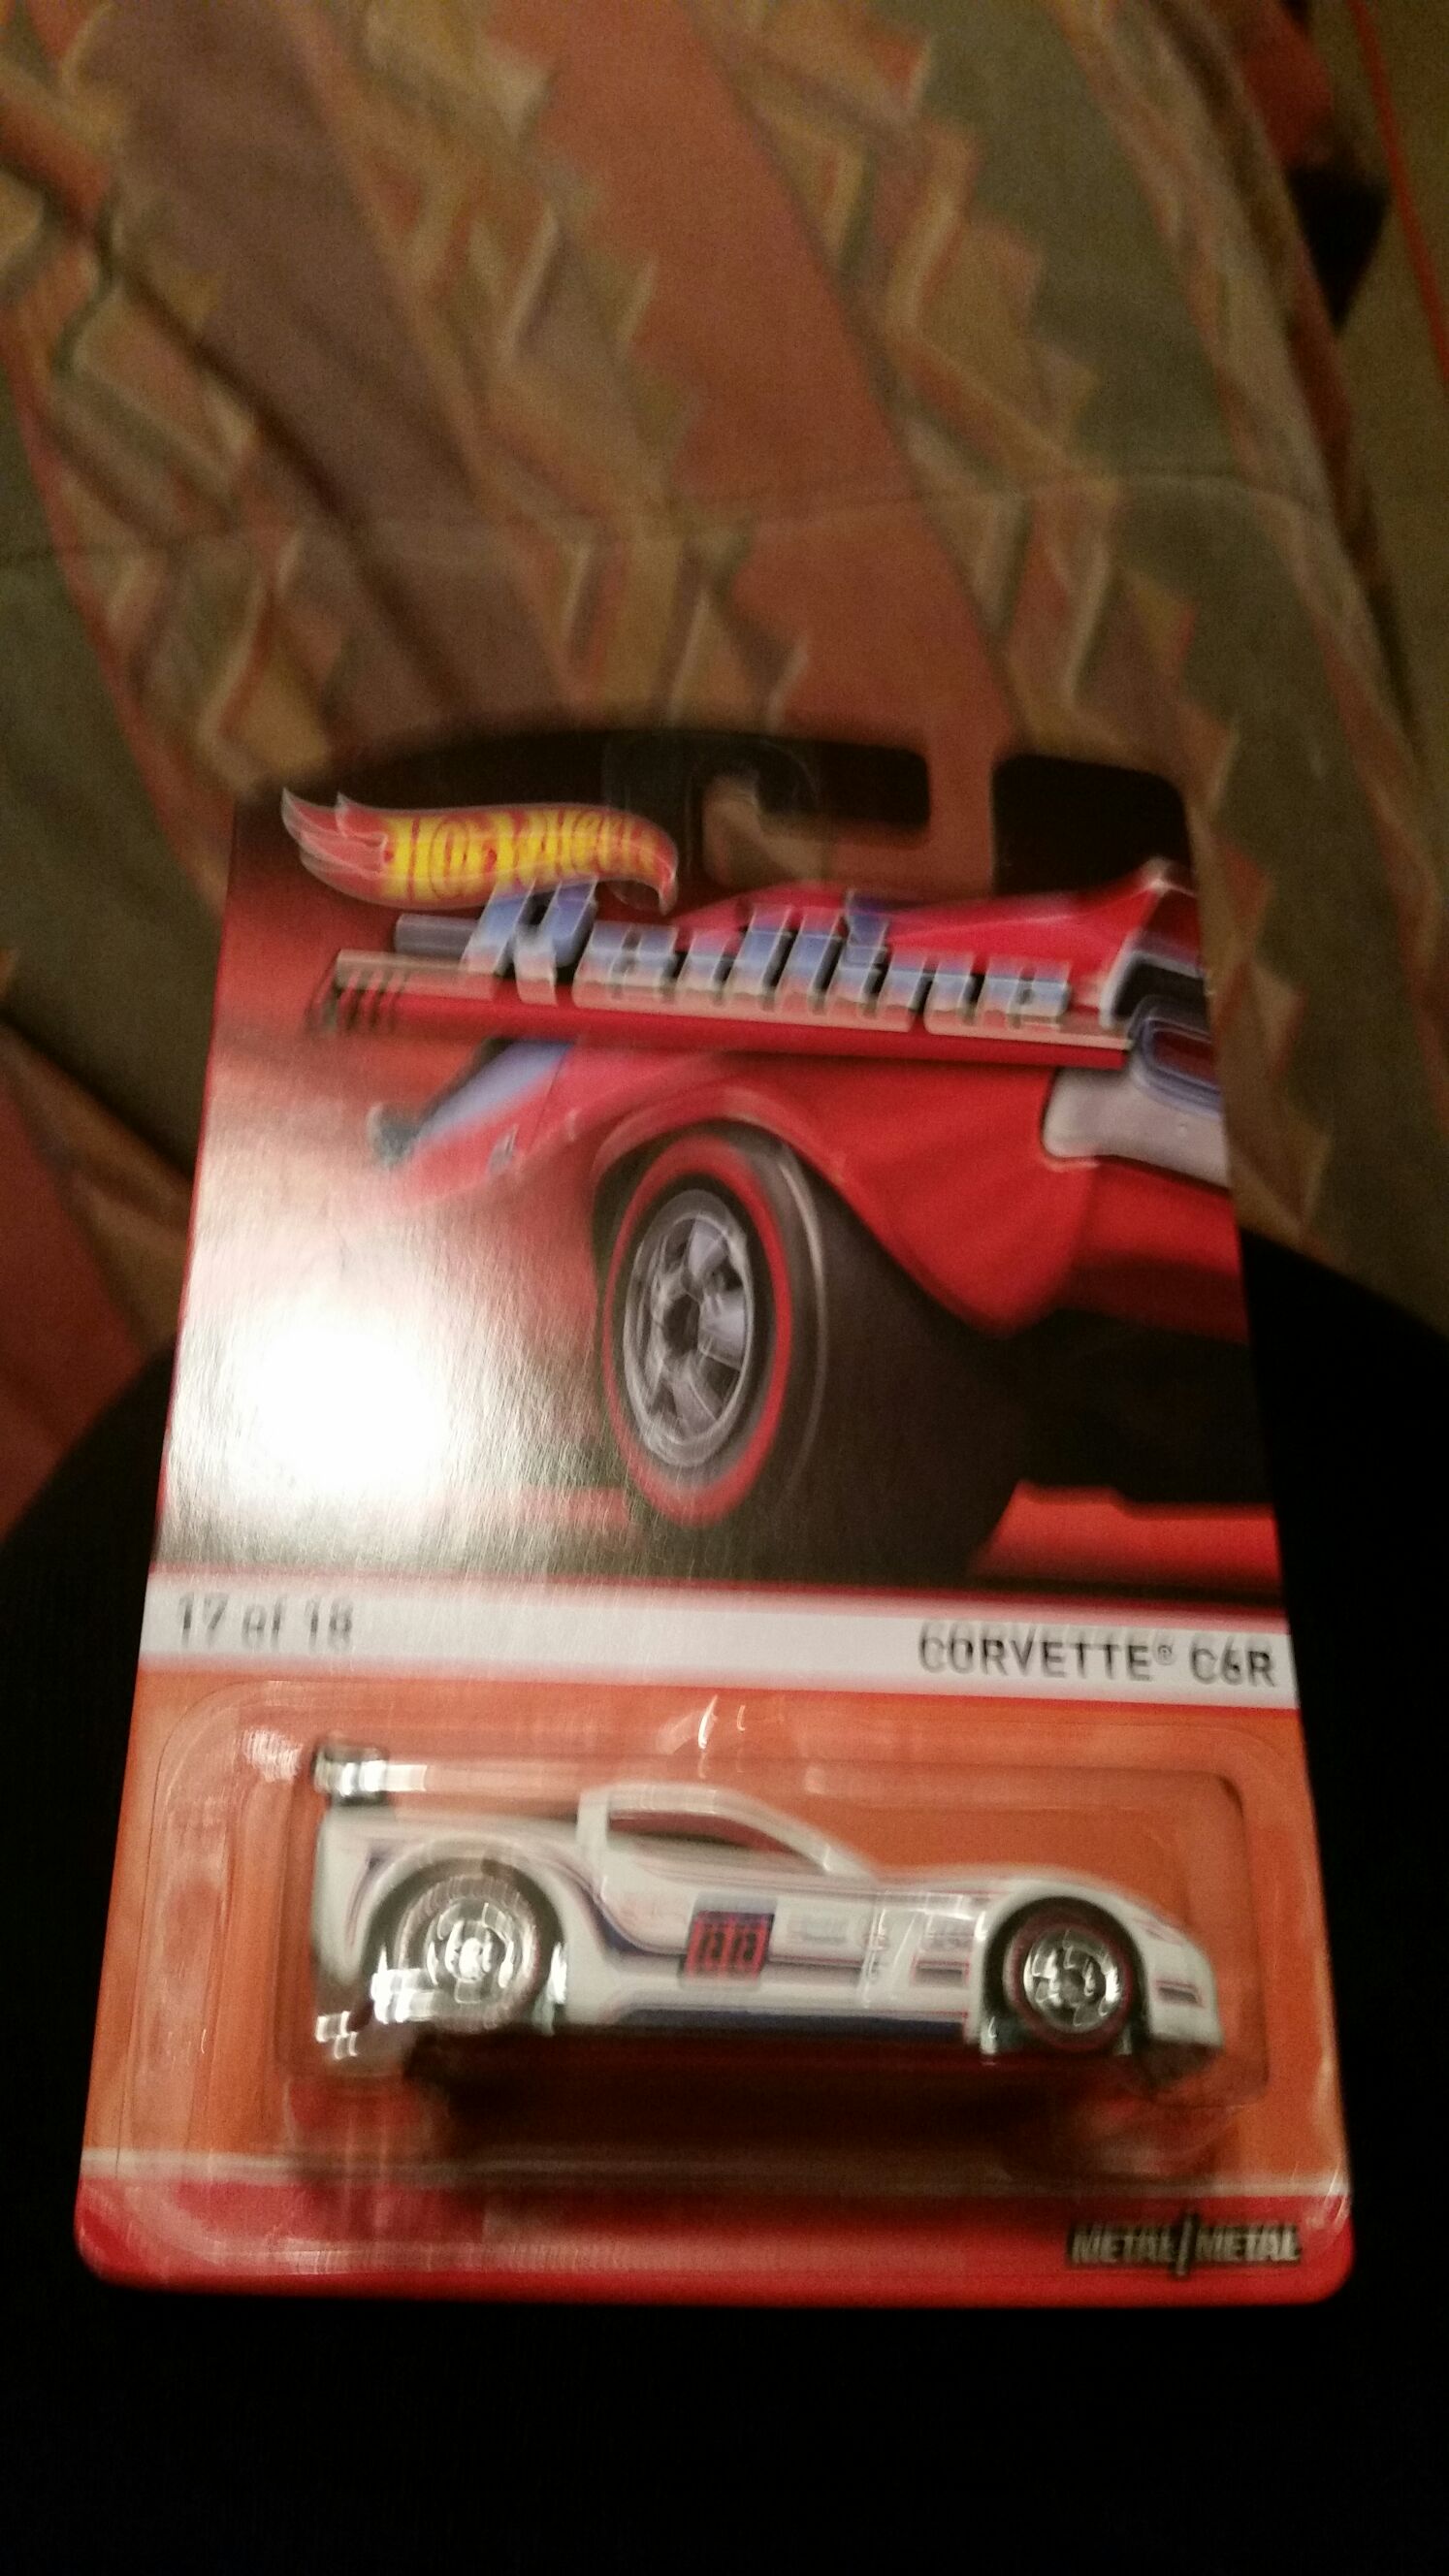 HOT WHEELS
Redline
17 of 18
CORVETTE® C6R
METAL/METAL